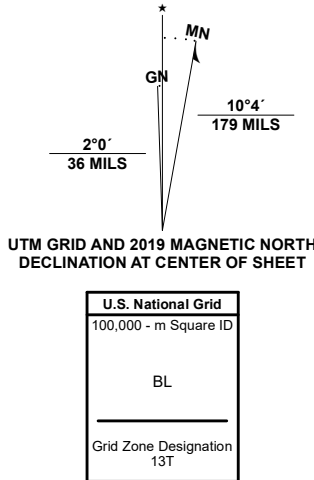 ★
MN
GN
10°4´
179 MILS
2°0´
36 MILS
UTM GRID AND 2019 MAGNETIC NORTH
DECLINATION AT CENTER OF SHEET
U.S. National Grid
100,000 - m Square ID
BL
Grid Zone Designation
13T